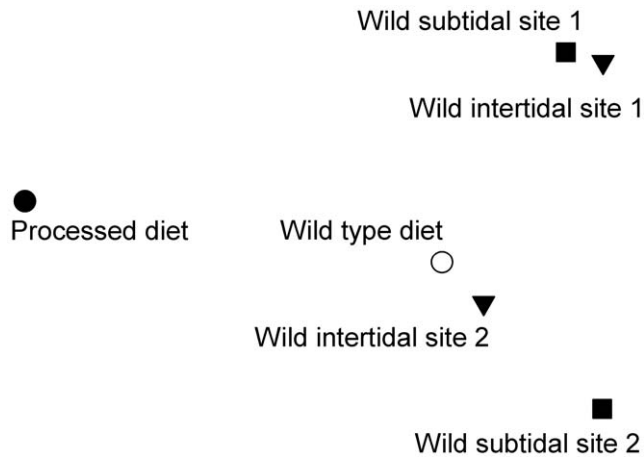 Wild subtidal site 1
Wild intertidal site 1
Processed diet
Wild type diet
Wild intertidal site 2
Wild subtidal site 2